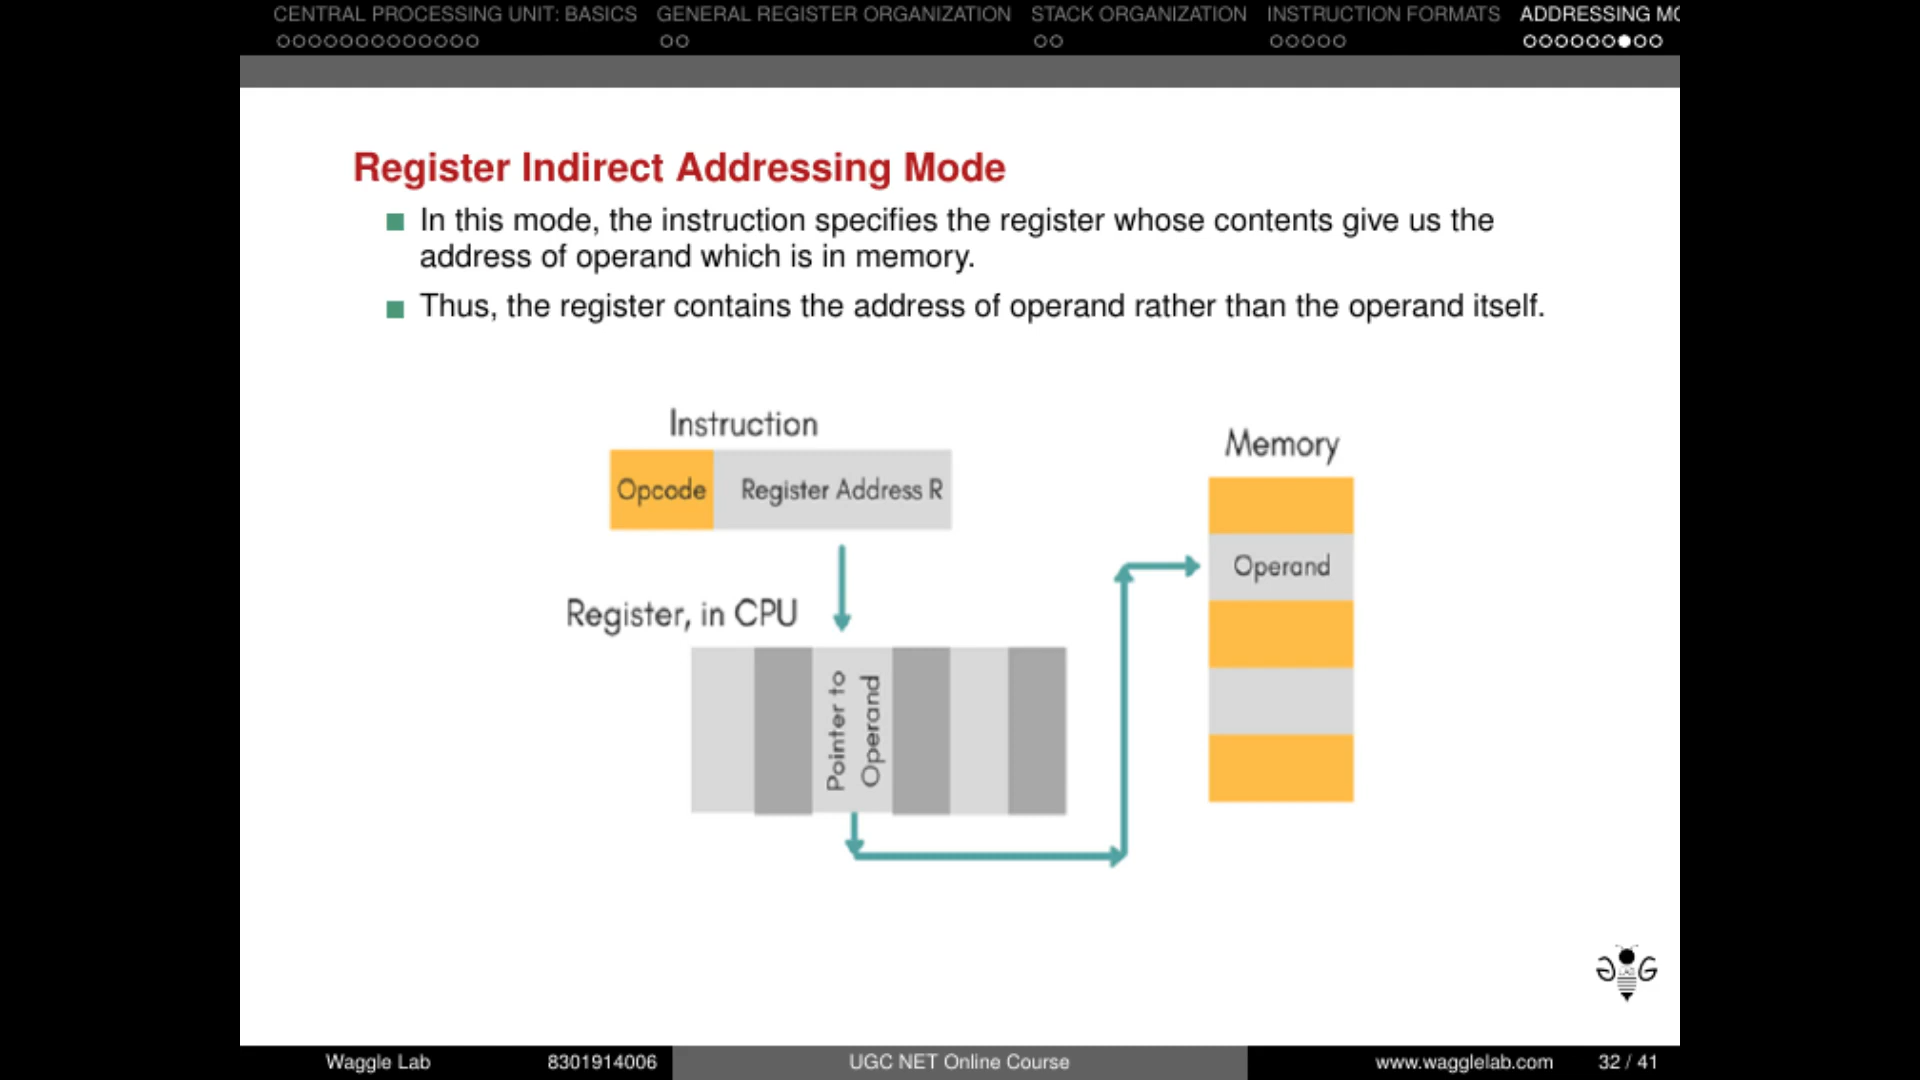 CENTRAL PROCESSING UNIT: BASICS GENERAL REGISTER ORGANIZATION STACK ORGANIZATION INSTRUCTION FORMATS ADDRESSING MO
Register Indirect Addressing Mode
In this mode, the instruction specifies the register whose contents give us the
address of operand which is in memory.
Thus, the register contains the address of operand rather than the operand itself.
Instruction
Opcode Register Address R
Register, in CPU
Pointer to
Operand
Memory
Operand
LAB
Waggle Lab 8301914006 UGC NET Online Course www.wagglelab.com 32 / 41